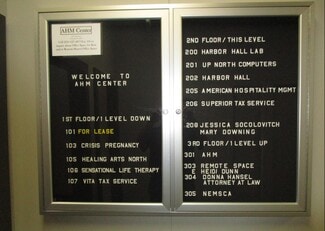 AHM Center
WELCOME TO
AHM CENTER
1ST FLOOR/1 LEVEL DOWN
101 FOR LEASE
103 CRISIS PREGNANCY
105 HEALING ARTS NORTH
106 SENSATIONAL LIFE THERAPY
107 VITA TAX SERVICE
2ND FLOOR/THIS LEVEL
200 HARBOR HALL LAB
201 UP NORTH COMPUTERS
202 HARBOR HALL
205 AMERICAN HOSPITALITY MGMT
206 SUPERIOR TAX SERVICE
208 JESSICA SOCOLOVITCH
MARY DOWNING
3RD FLOOR/1 LEVEL UP
301 AHM
303 REMOTE SPACE
E HEIDI DUNN
304 DONNA HANSEL
ATTORNEY AT LAW
305 NEMSCA